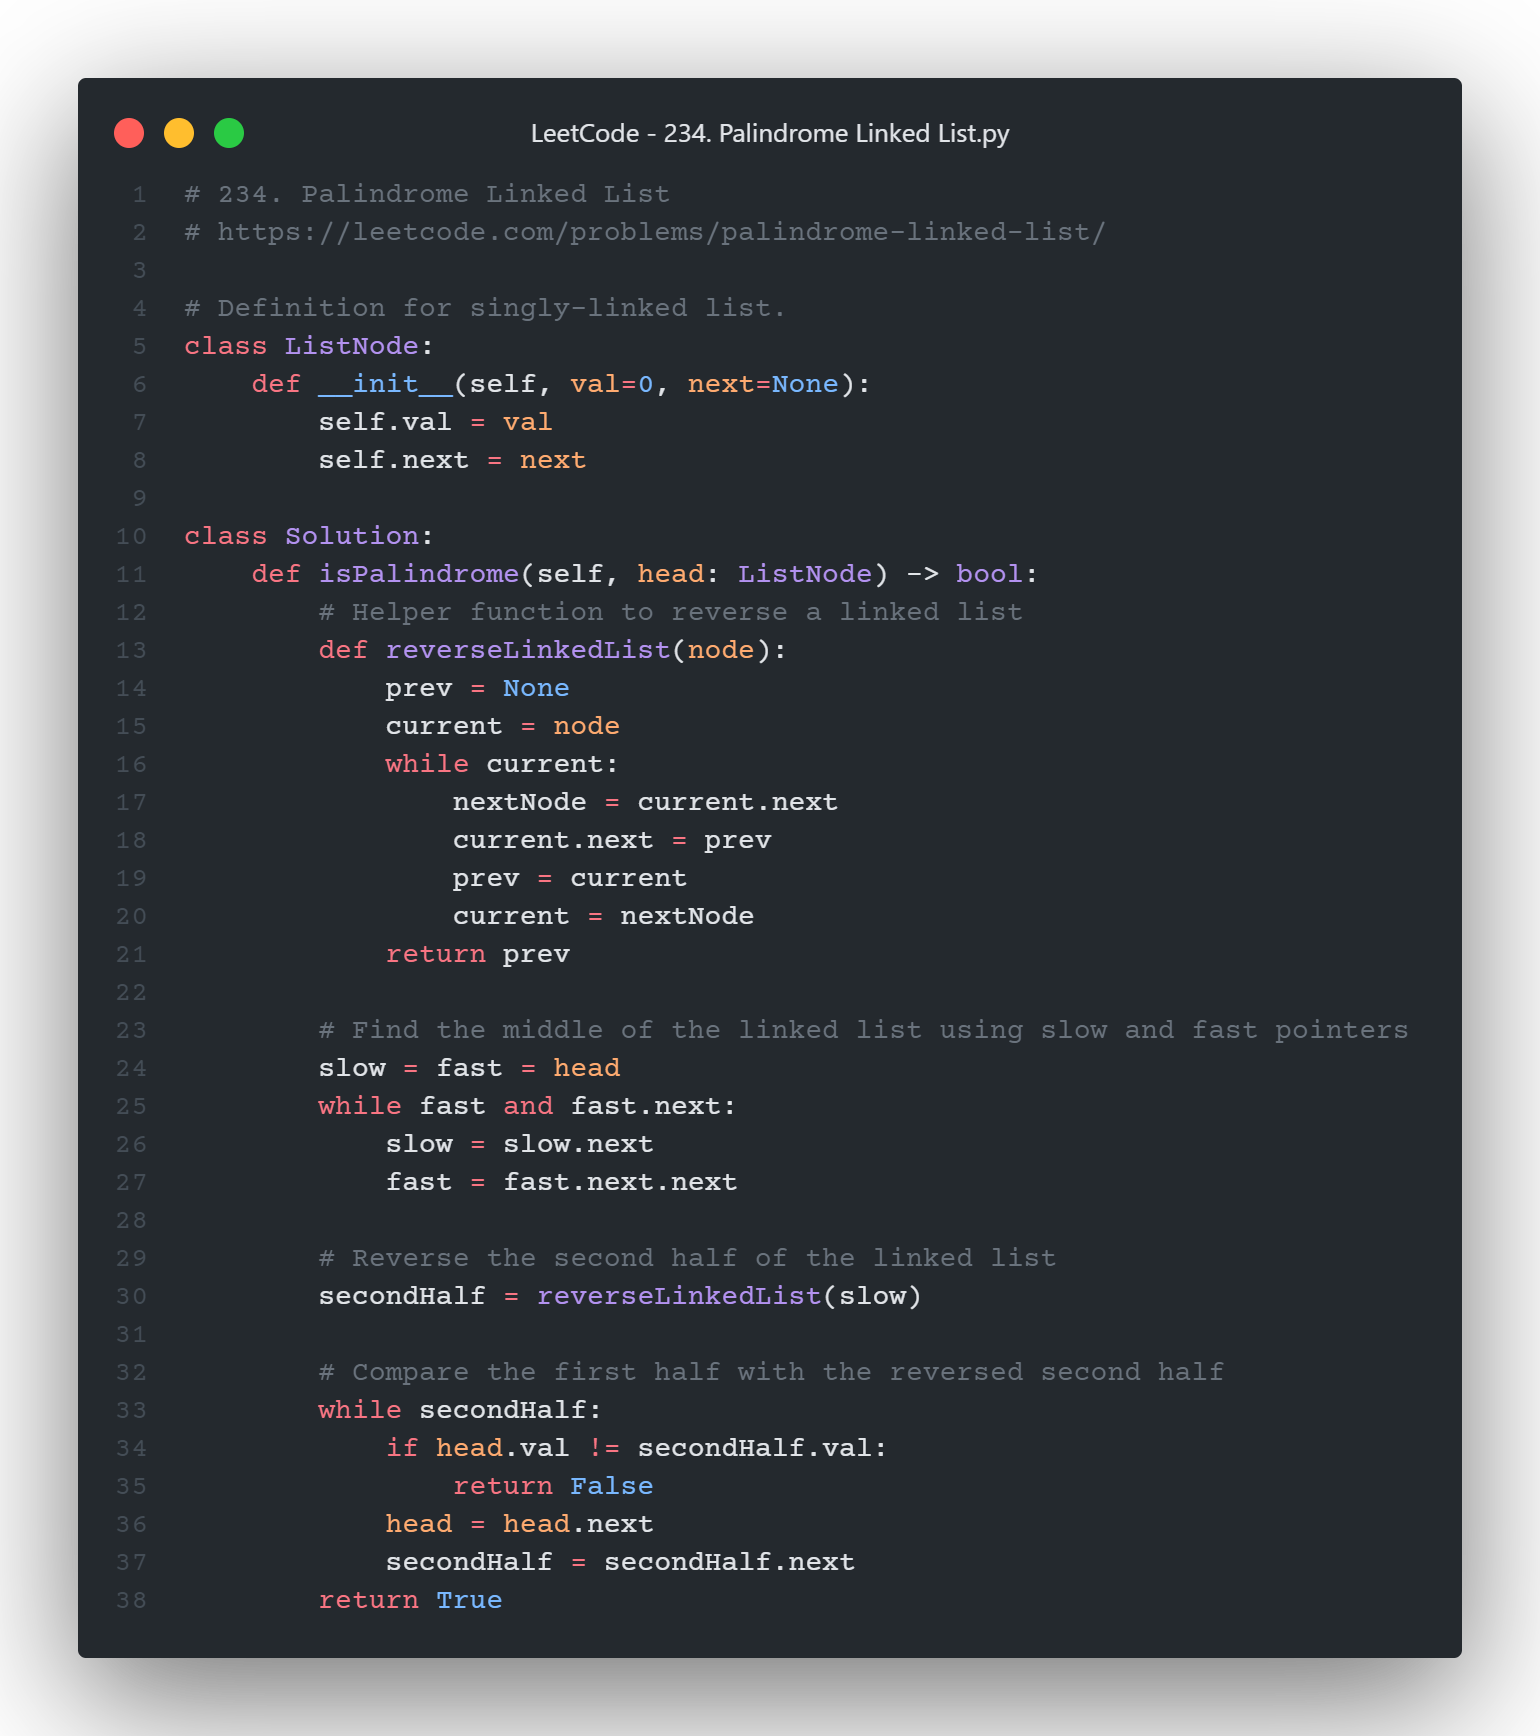 LeetCode - 234. Palindrome Linked List.py
1 # 234. Palindrome Linked List
2 # https://leetcode.com/problems/palindrome-linked-list/
3
4 # Definition for singly-linked list.
5 class ListNode:
6     def __init__(self, val=0, next=None):
7         self.val = val
8         self.next = next
9
10 class Solution:
11     def isPalindrome(self, head: ListNode) -> bool:
12         # Helper function to reverse a linked list
13         def reverseLinkedList(node):
14             prev = None
15             current = node
16             while current:
17                 nextNode = current.next
18                 current.next = prev
19                 prev = current
20                 current = nextNode
21             return prev
22
23         # Find the middle of the linked list using slow and fast pointers
24         slow = fast = head
25         while fast and fast.next:
26             slow = slow.next
27             fast = fast.next.next
28
29         # Reverse the second half of the linked list
30         secondHalf = reverseLinkedList(slow)
31
32         # Compare the first half with the reversed second half
33         while secondHalf:
34             if head.val != secondHalf.val:
35                 return False
36             head = head.next
37             secondHalf = secondHalf.next
38         return True